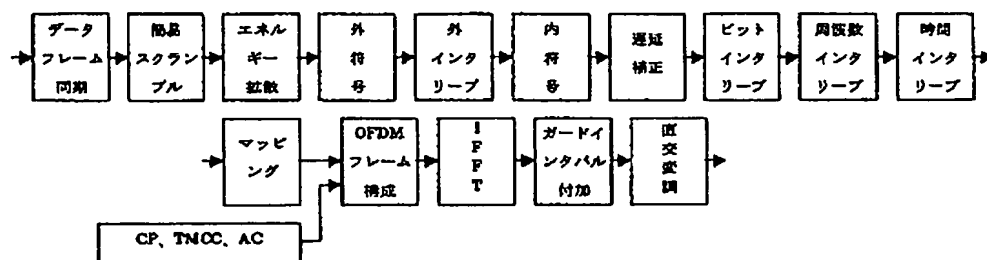 データ
フレーム
同期
簡易
スクラン
ブル
エネル
ギー
拡散
外
符
号
外
インタ
リーブ
内
符
号
遅延
補正
ビット
インタ
リーブ
周波数
インタ
リーブ
時間
インタ
リーブ
マッピ
ング
OFDM
フレーム
構成
I
F
F
T
ガードイ
ンタバル
付加
直
交
変
調
CP、TMCC、AC